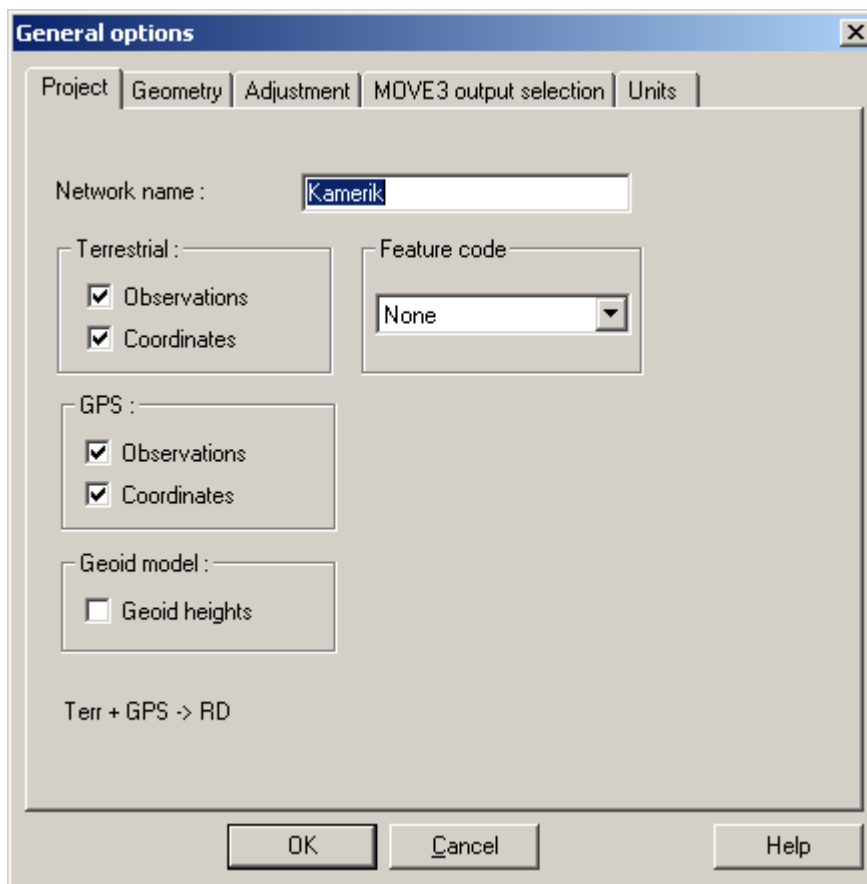 General options
Project Geometry Adjustment MOVE3 output selection Units
Network name : Kamerik
Terrestrial :
Observations
Coordinates
Feature code
None
GPS :
Observations
Coordinates
Geoid model :
Geoid heights
Terr + GPS -> RD
OK Cancel Help